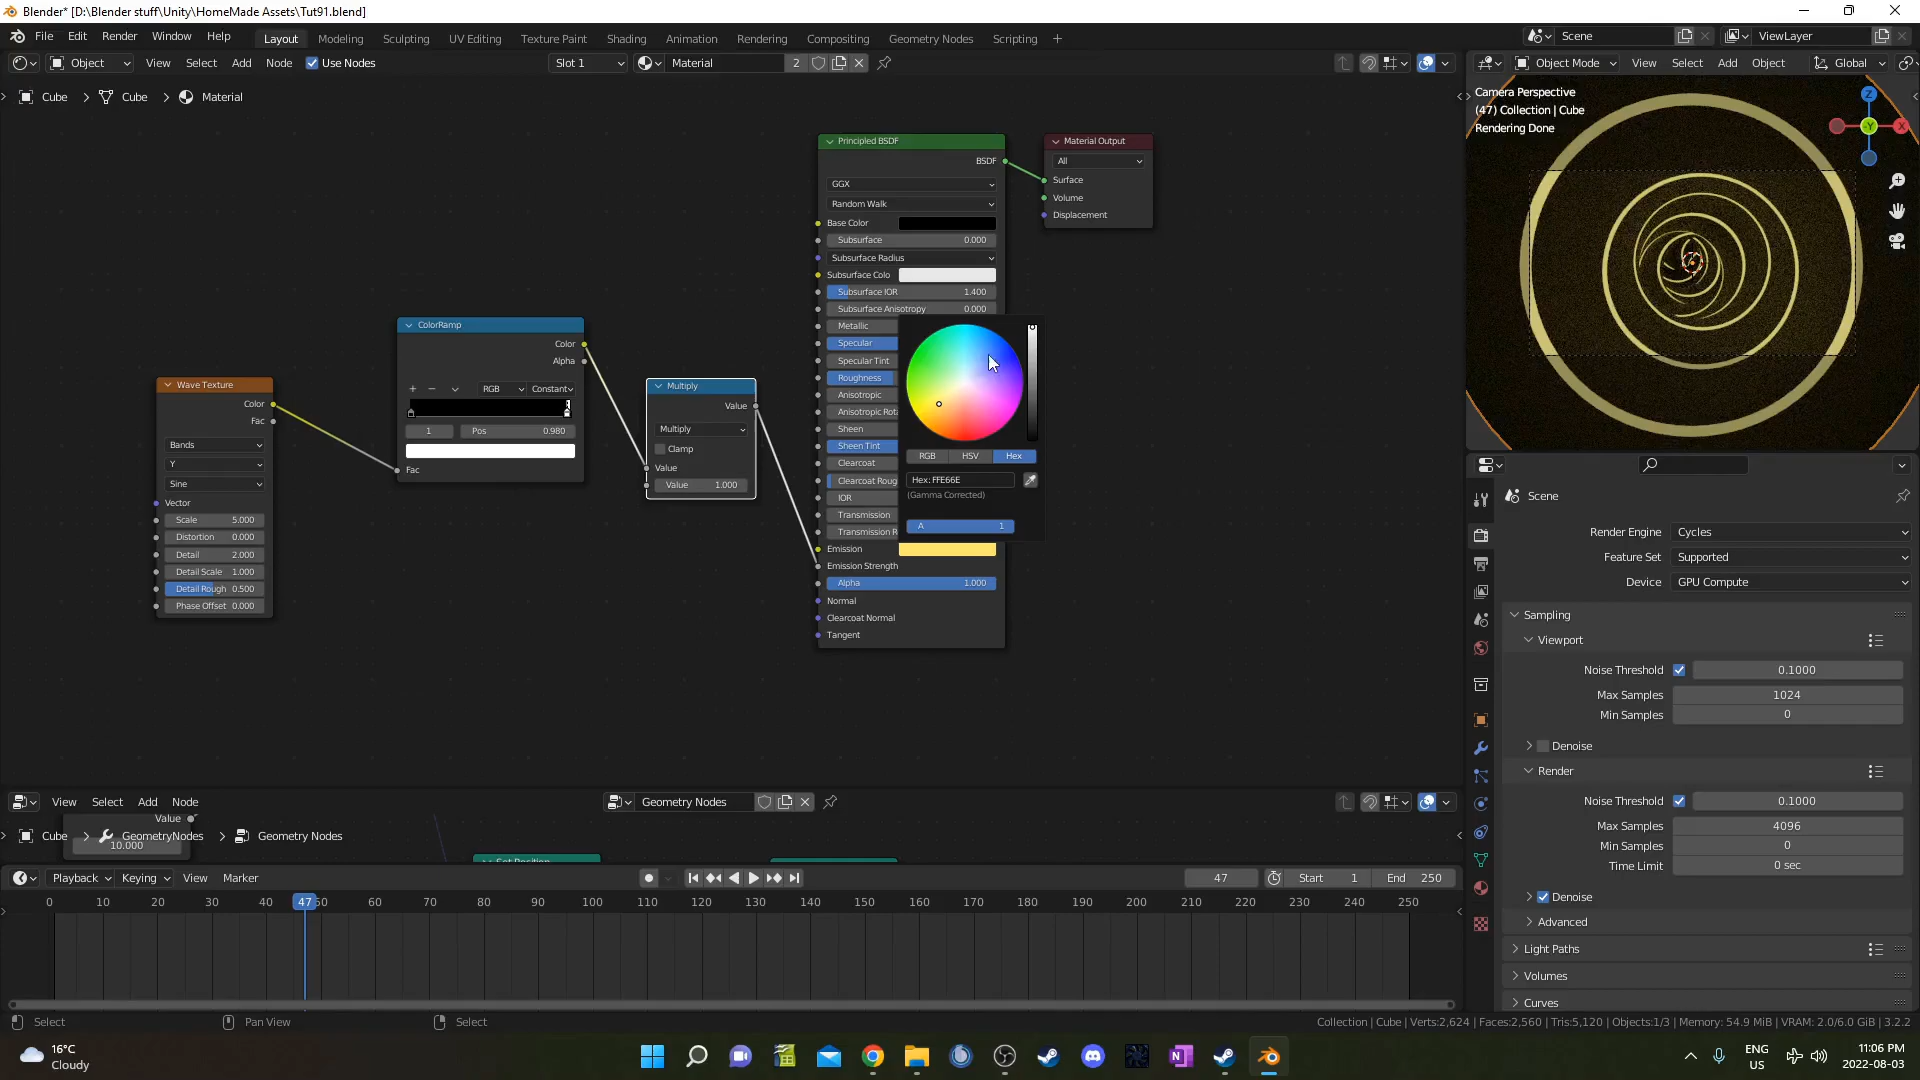 Blender* [D:\Blender stuff\Unity\HomeMade Assets\Tut91.blend]
File Edit Render Window Help Layout Modeling Sculpting UV Editing Texture Paint Shading Animation Rendering Compositing Geometry Nodes Scripting + Scene ViewLayer
Object View Select Add Node Use Nodes Slot 1 Material 2 Object Mode View Select Add Object Global
Cube > Cube > Material
Camera Perspective
(47) Collection | Cube
Rendering Done
Z
-Y
X
Principled BSDF
BSDF
GGX
Random Walk
Base Color
Subsurface 0.000
Subsurface Radius
Subsurface Colo
Subsurface IOR 1.400
Subsurface Anisotropy 0.000
Metallic
Specular
Specular Tint
Roughness
Anisotropic
Anisotropic Rota
Sheen
Sheen Tint
Clearcoat
Clearcoat Roug
IOR
Transmission
Transmission R
Emission
Emission Strength
Alpha 1.000
Normal
Clearcoat Normal
Tangent
Material Output
All
Surface
Volume
Displacement
RGB HSV Hex
Hex: FFE66E
(Gamma Corrected)
A 1
ColorRamp
Color
Alpha
+ − RGB Constant
1 Pos 0.980
Fac
Multiply
Value
Multiply
Clamp
Value
Value 1.000
Wave Texture
Color
Fac
Bands
Y
Sine
Vector
Scale 5.000
Distortion 0.000
Detail 2.000
Detail Scale 1.000
Detail Rough 0.500
Phase Offset 0.000
Scene
Render Engine Cycles
Feature Set Supported
Device GPU Compute
Sampling
Viewport
Noise Threshold 0.1000
Max Samples 1024
Min Samples 0
Denoise
Render
Noise Threshold 0.1000
Max Samples 4096
Min Samples 0
Time Limit 0 sec
Denoise
Advanced
Light Paths
Volumes
Curves
View Select Add Node Geometry Nodes
Value
Cube > GeometryNodes > Geometry Nodes
10.000
Set Position
Playback Keying View Marker 47 Start 1 End 250
0 10 20 30 40 47 50 60 70 80 90 100 110 120 130 140 150 160 170 180 190 200 210 220 230 240 250
Select Pan View Select Collection | Cube | Verts:2,624 | Faces:2,560 | Tris:5,120 | Objects:1/3 | Memory: 54.9 MiB | VRAM: 2.0/6.0 GiB | 3.2.2
16°C
Cloudy
ENG
US
11:06 PM
2022-08-03